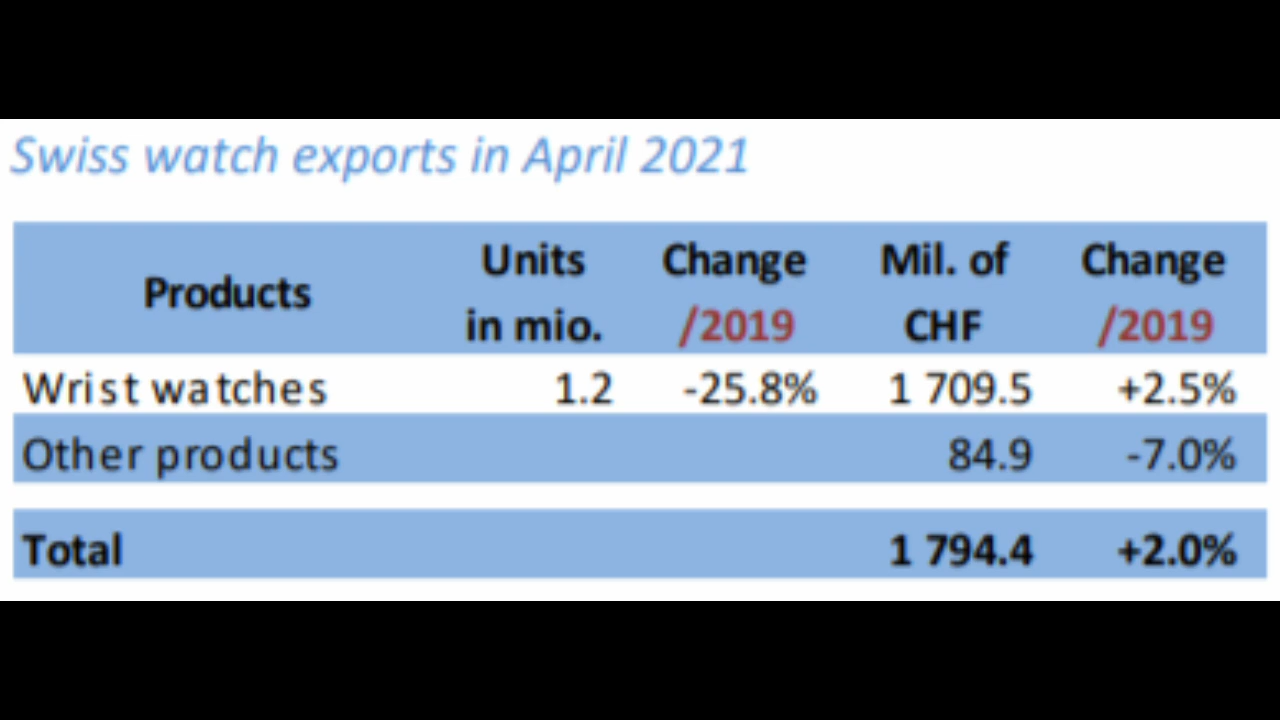 Swiss watch exports in April 2021
Products Units in mio. Change /2019 Mil. of CHF Change /2019
Wrist watches 1.2 -25.8% 1 709.5 +2.5%
Other products 84.9 -7.0%
Total 1 794.4 +2.0%